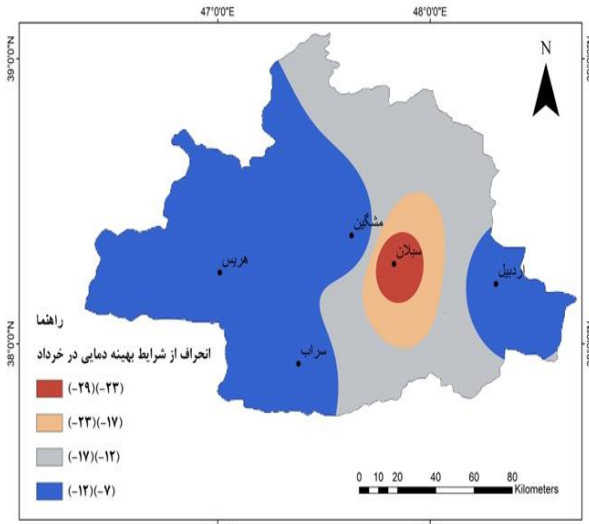 47°0'0"E 48°0'0"E
39°0'0"N
N
مشگین
سبلان
هریس
اردبیل
38°0'0"N
سراب
راهنما
انحراف از شرایط بهینه دمایی در خرداد
(-۲۹)(-۲۳)
(-۲۳)(-۱۷)
(-۱۷)(-۱۲)
(-۱۲)(-۷)
0 10 20 40 60 80
Kilometers